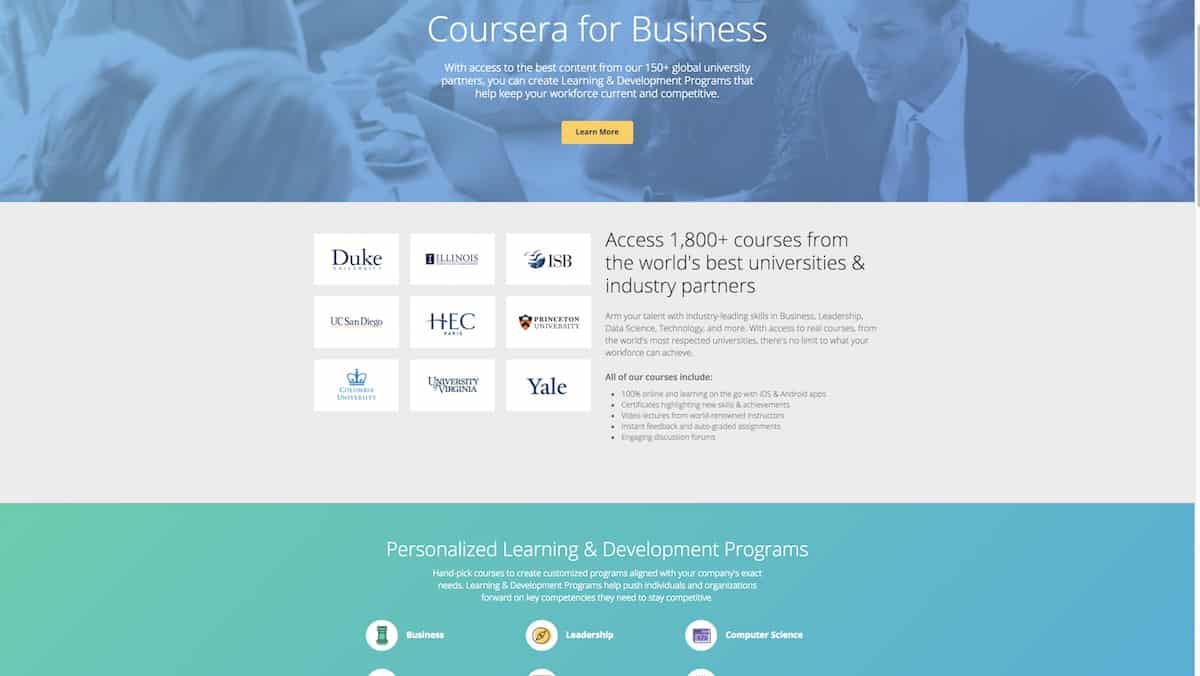 Coursera for Business
With access to the best content from our 150+ global university
partners, you can create Learning & Development Programs that
help keep your workforce current and competitive.
Learn More
Duke
UNIVERSITY
ILLINOIS
ISB
UC San Diego
HEC
PARIS
PRINCETON
UNIVERSITY
COLUMBIA
UNIVERSITY
UNIVERSITY
of VIRGINIA
Yale
Access 1,800+ courses from
the world's best universities &
industry partners
Arm your talent with industry-leading skills in Business, Leadership,
Data Science, Technology, and more. With access to real courses, from
the world's most respected universities, there's no limit to what your
workforce can achieve.
All of our courses include:
100% online and learning on the go with iOS & Android apps
Certificates highlighting new skills & achievements
Video lectures from world-renowned instructors
Instant feedback and auto-graded assignments
Engaging discussion forums
Personalized Learning & Development Programs
Hand-pick courses to create customized programs aligned with your company's exact
needs. Learning & Development Programs help push individuals and organizations
forward on key competencies they need to stay competitive.
Business
Leadership
Computer Science